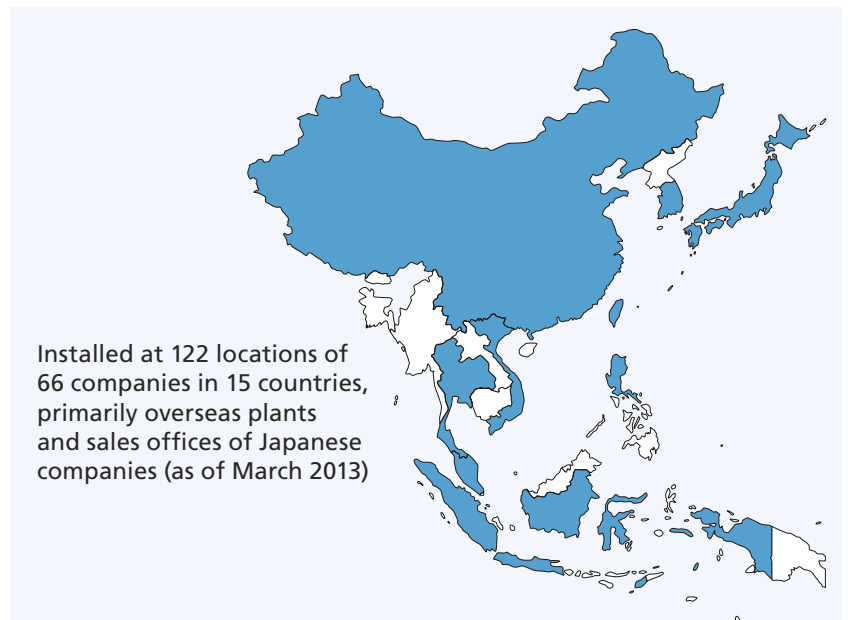 Installed at 122 locations of
66 companies in 15 countries,
primarily overseas plants
and sales offices of Japanese
companies (as of March 2013)